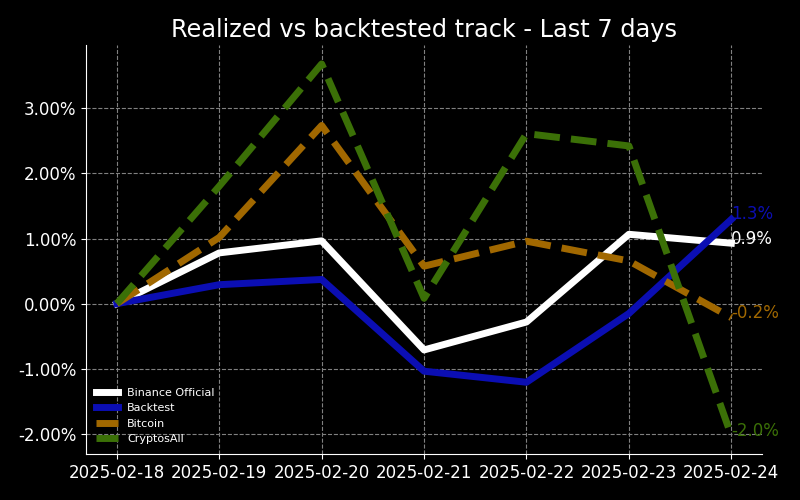 Realized vs backtested track - Last 7 days
3.00%
2.00%
1.00%
0.00%
-1.00%
-2.00%
1.3%
0.9%
-0.2%
-2.0%
Binance Official
Backtest
Bitcoin
CryptosAll
2025-02-18 2025-02-19 2025-02-20 2025-02-21 2025-02-22 2025-02-23 2025-02-24